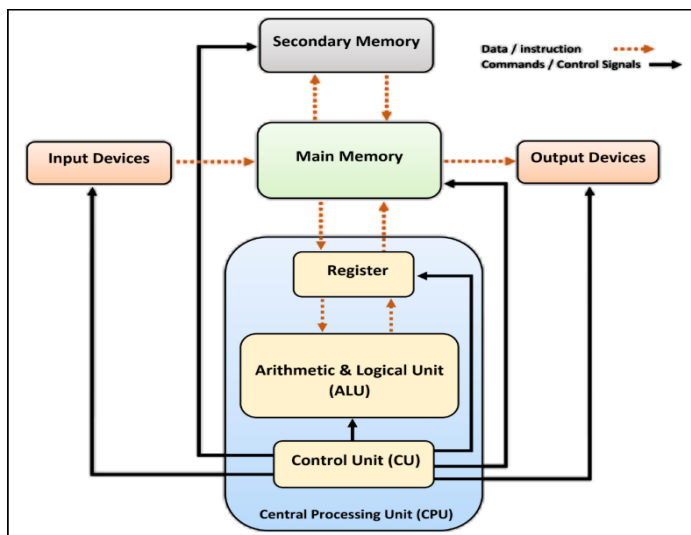 Secondary Memory
Data / instruction
Commands / Control Signals
Input Devices
Main Memory
Output Devices
Register
Arithmetic & Logical Unit
(ALU)
Control Unit (CU)
Central Processing Unit (CPU)